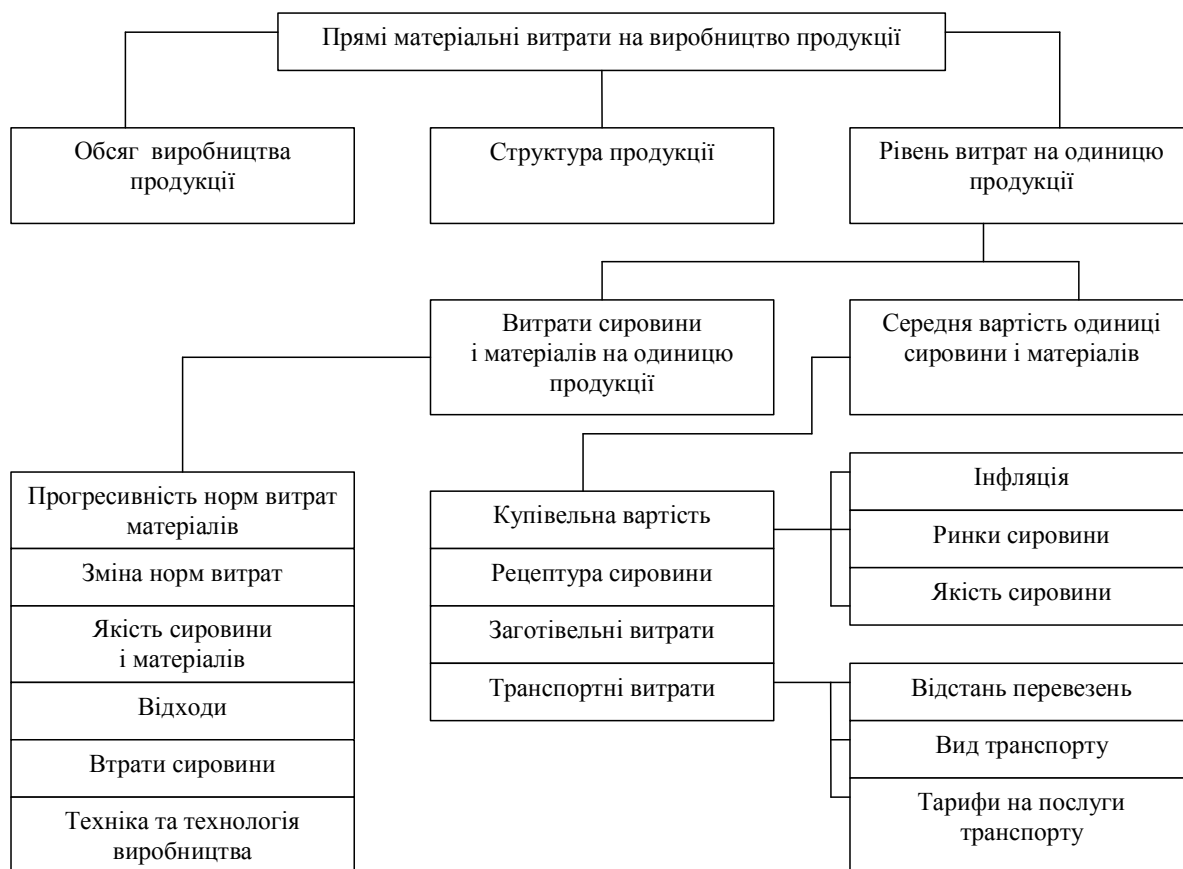 Прямі матеріальні витрати на виробництво продукції
Обсяг виробництва
продукції
Структура продукції
Рівень витрат на одиницю
продукції
Витрати сировини
і матеріалів на одиницю
продукції
Середня вартість одиниці
сировини і матеріалів
Прогресивність норм витрат
матеріалів
Зміна норм витрат
Якість сировини
і матеріалів
Відходи
Втрати сировини
Техніка та технологія
виробництва
Купівельна вартість
Рецептура сировини
Заготівельні витрати
Транспортні витрати
Інфляція
Ринки сировини
Якість сировини
Відстань перевезень
Вид транспорту
Тарифи на послуги
транспорту